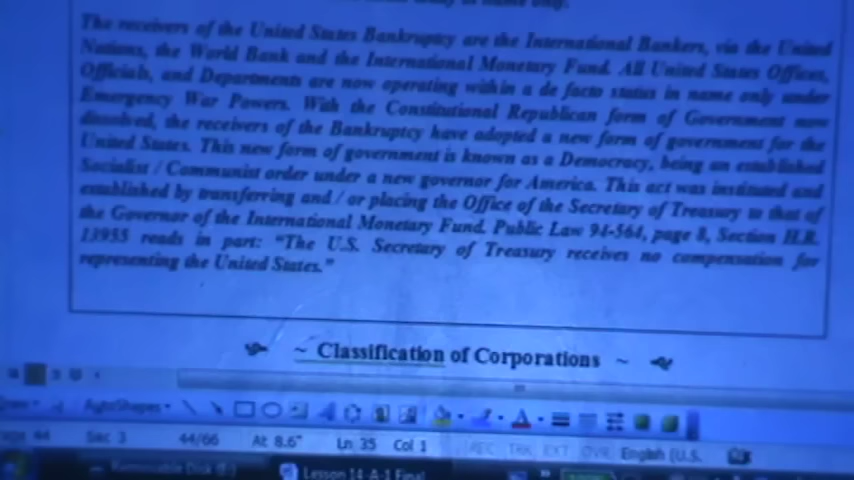 The receivers of the United States Bankruptcy are the International Bankers, via the United
Nations, the World Bank and the International Monetary Fund. All United States Offices,
Officials, and Departments are now operating within a de facto status in name only under
Emergency War Powers. With the Constitutional Republican form of Government now
dissolved, the receivers of the Bankruptcy have adopted a new form of government for the
United States. This new form of government is known as a Democracy, being an established
Socialist / Communist order under a new governor for America. This act was instituted and
established by transferring and / or placing the Office of the Secretary of Treasury to that of
the Governor of the International Monetary Fund. Public Law 94-564, page 8, Section H.R.
13955 reads in part: "The U.S. Secretary of Treasury receives no compensation for
representing the United States."
~ Classification of Corporations ~
AutoShapes
Sec 3 44/66 At 8.6" Ln 35 Col 1 REC TRK EXT OVR English (U.S.
Removable Disk (E:) Lesson 14-A-1 Final